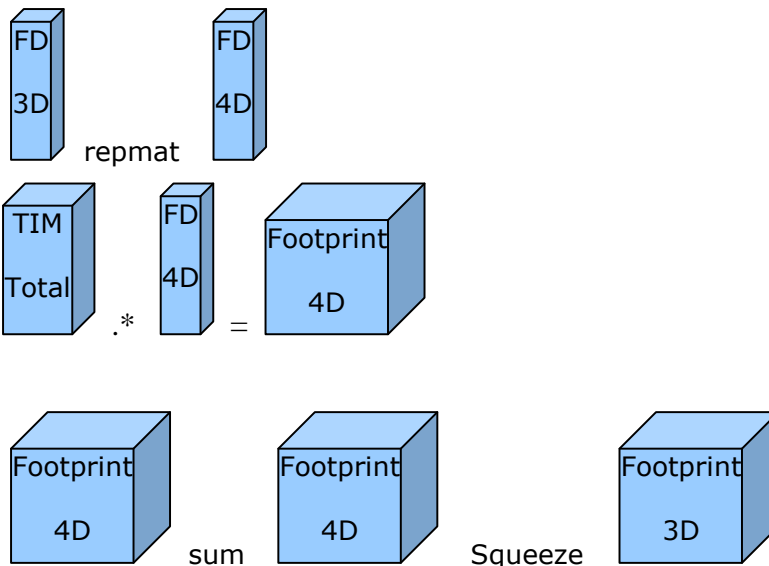 FD
3D
repmat
FD
4D
TIM
Total
.*
FD
4D
=
Footprint
4D
Footprint
4D
sum
Footprint
4D
Squeeze
Footprint
3D